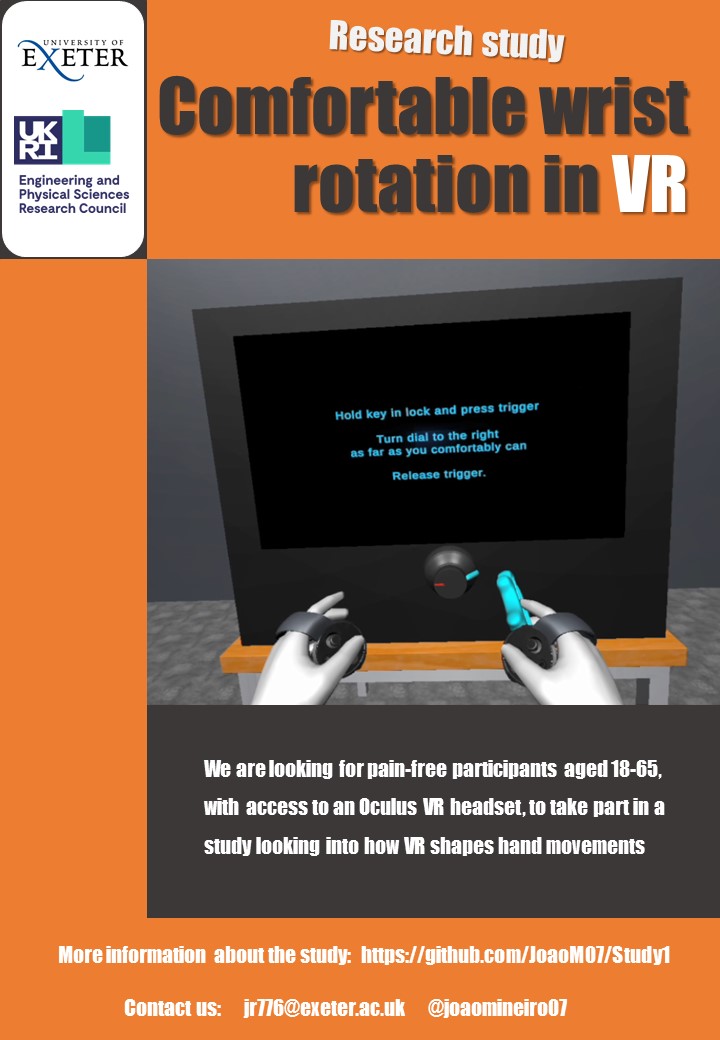 UNIVERSITY OF
EXETER
UK
RI
Engineering and
Physical Sciences
Research Council
Research study
Comfortable wrist
rotation in VR
Hold key in lock and press trigger
Turn dial to the right
as far as you comfortably can
Release trigger.
We are looking for pain-free participants aged 18-65,
with access to an Oculus VR headset, to take part in a
study looking into how VR shapes hand movements
More information about the study: https://github.com/JoaoM07/Study1
Contact us: jr776@exeter.ac.uk @joaomineiro07